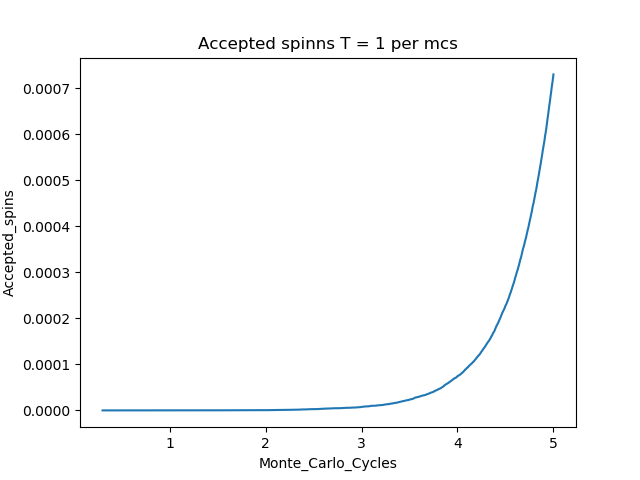 Accepted spinns T = 1 per mcs
0.0007
0.0006
0.0005
0.0004
0.0003
0.0002
0.0001
0.0000
Accepted_spins
1 2 3 4 5
Monte_Carlo_Cycles